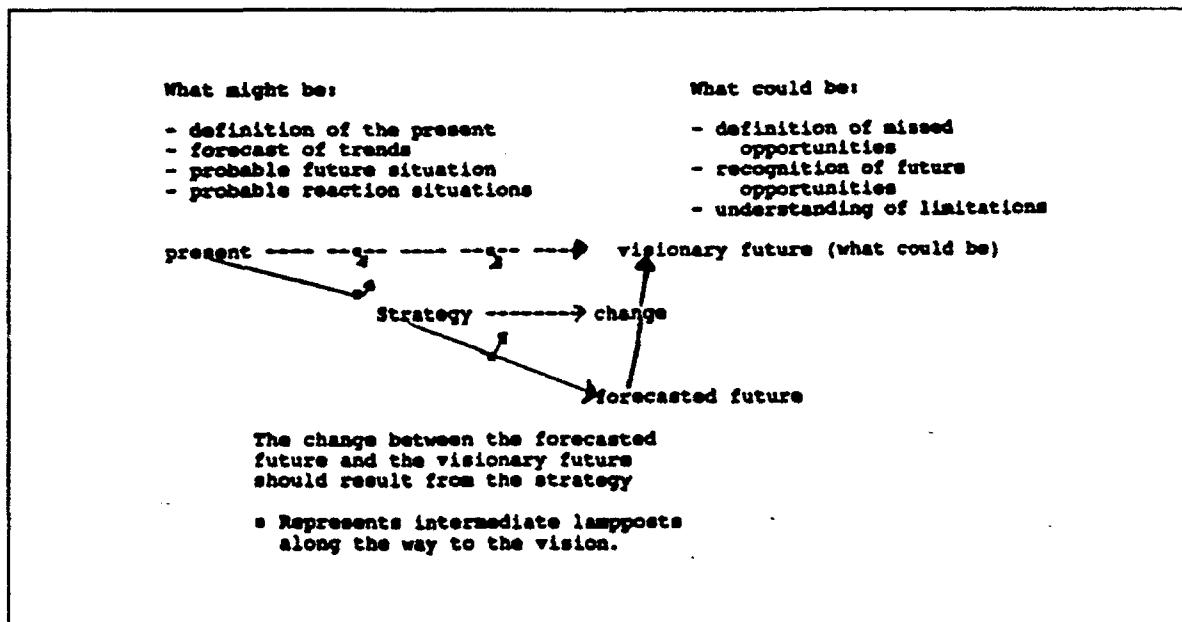 What might be:
- definition of the present
- forecast of trends
- probable future situation
- probable reaction situations
What could be:
- definition of missed
opportunities
- recognition of future
opportunities
- understanding of limitations
present visionary future (what could be)
Strategy change
forecasted future
The change between the forecasted
future and the visionary future
should result from the strategy
Represents intermediate lampposts
along the way to the vision.